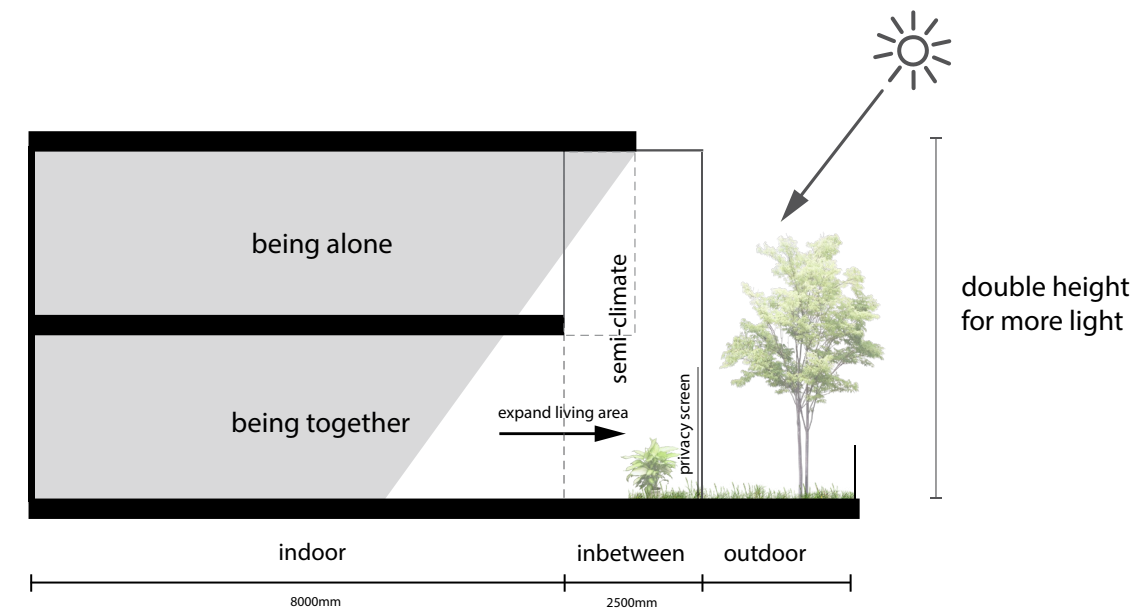 being alone
semi-climate
double height
for more light
being together
expand living area
privacy screen
indoor
inbetween
outdoor
8000mm
2500mm